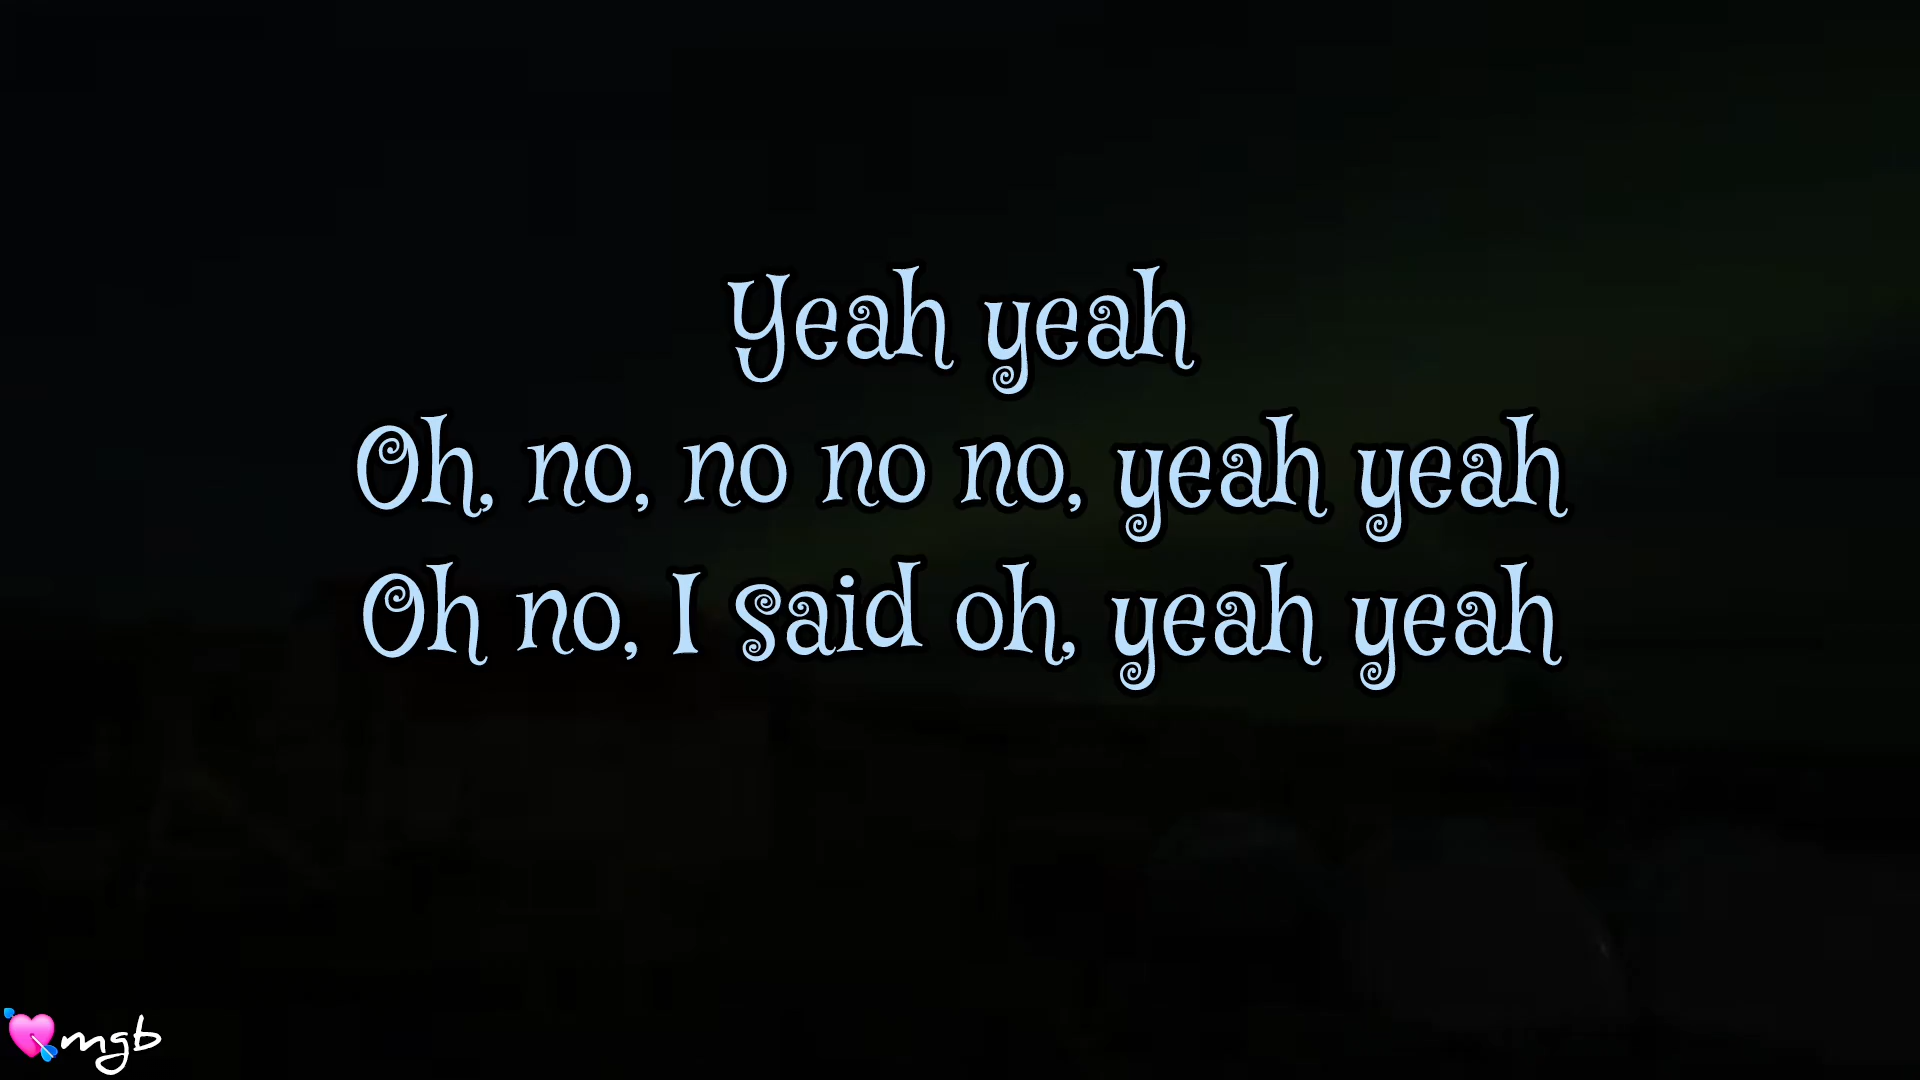 Yeah yeah
Oh, no, no no no, yeah yeah
Oh no, I said oh, yeah yeah
mgb